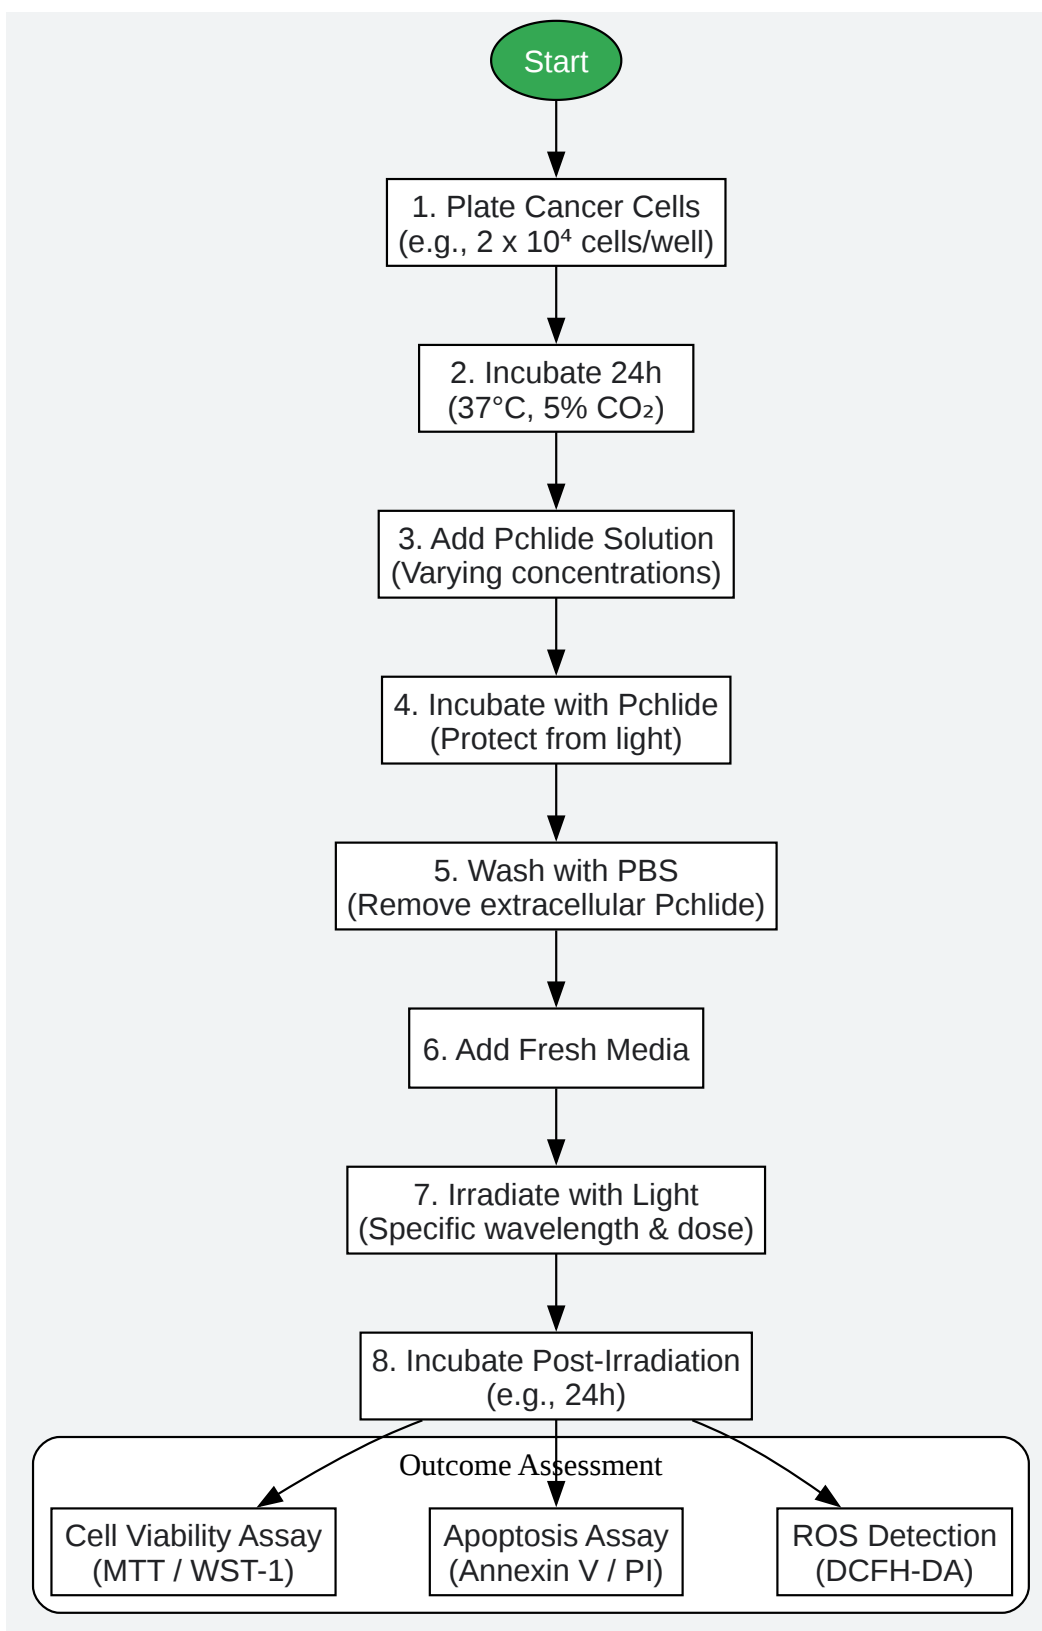 Start
1. Plate Cancer Cells
(e.g., 2 x 10⁴ cells/well)
2. Incubate 24h
(37°C, 5% CO₂)
3. Add Pchlide Solution
(Varying concentrations)
4. Incubate with Pchlide
(Protect from light)
5. Wash with PBS
(Remove extracellular Pchlide)
6. Add Fresh Media
7. Irradiate with Light
(Specific wavelength & dose)
8. Incubate Post-Irradiation
(e.g., 24h)
Outcome Assessment
Cell Viability Assay
(MTT / WST-1)
Apoptosis Assay
(Annexin V / PI)
ROS Detection
(DCFH-DA)